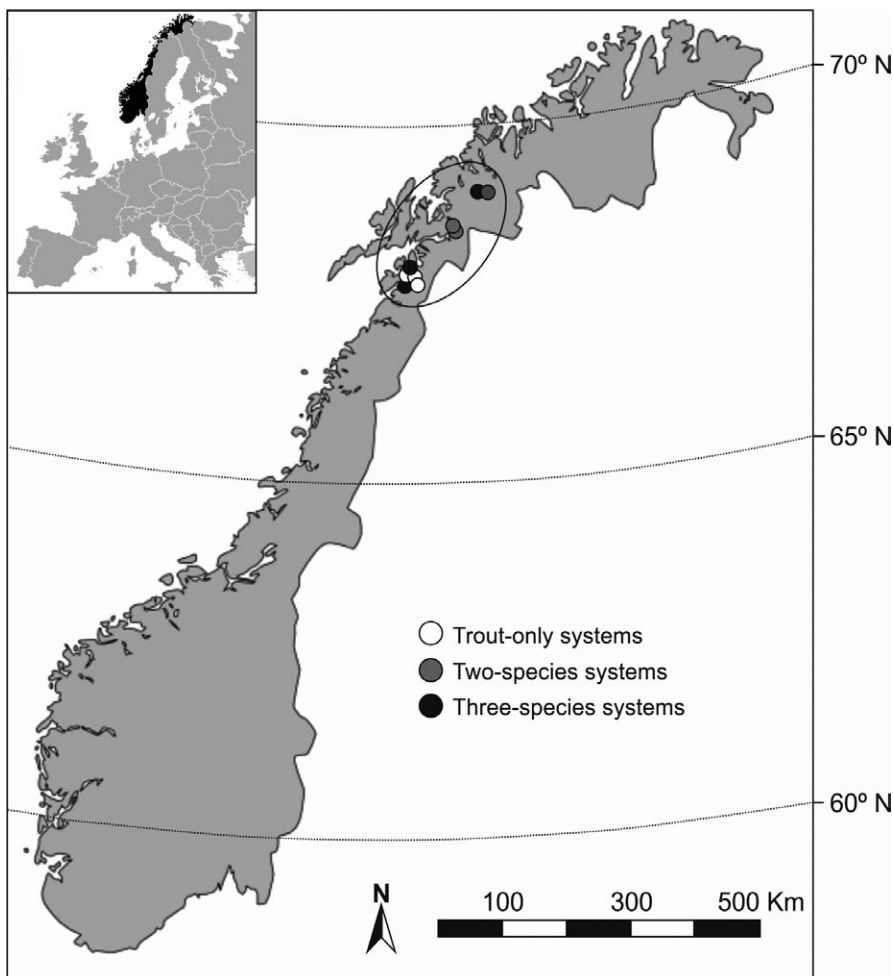 70º N
65º N
Trout-only systems
Two-species systems
Three-species systems
60º N
N
100 300 500 Km